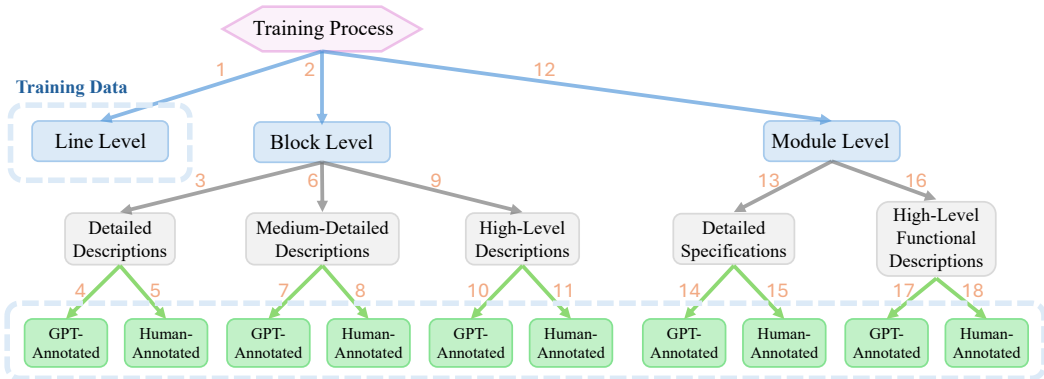 Training Process
1
2
12
Training Data
Line Level
Block Level
Module Level
3
6
9
13
16
Detailed
Descriptions
Medium-Detailed
Descriptions
High-Level
Descriptions
Detailed
Specifications
High-Level
Functional
Descriptions
4
5
7
8
10
11
14
15
17
18
GPT-
Annotated
Human-
Annotated
GPT-
Annotated
Human-
Annotated
GPT-
Annotated
Human-
Annotated
GPT-
Annotated
Human-
Annotated
GPT-
Annotated
Human-
Annotated